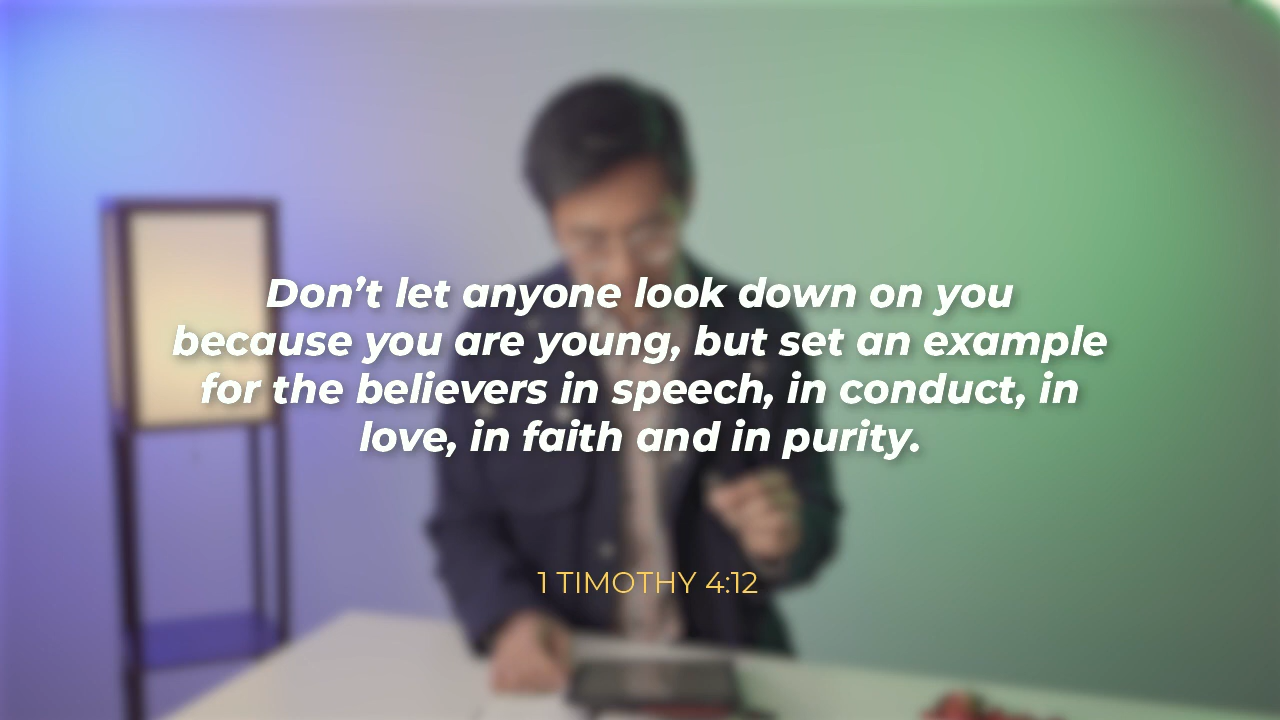 Don’t let anyone look down on you
because you are young, but set an example
for the believers in speech, in conduct, in
love, in faith and in purity.
1 TIMOTHY 4:12